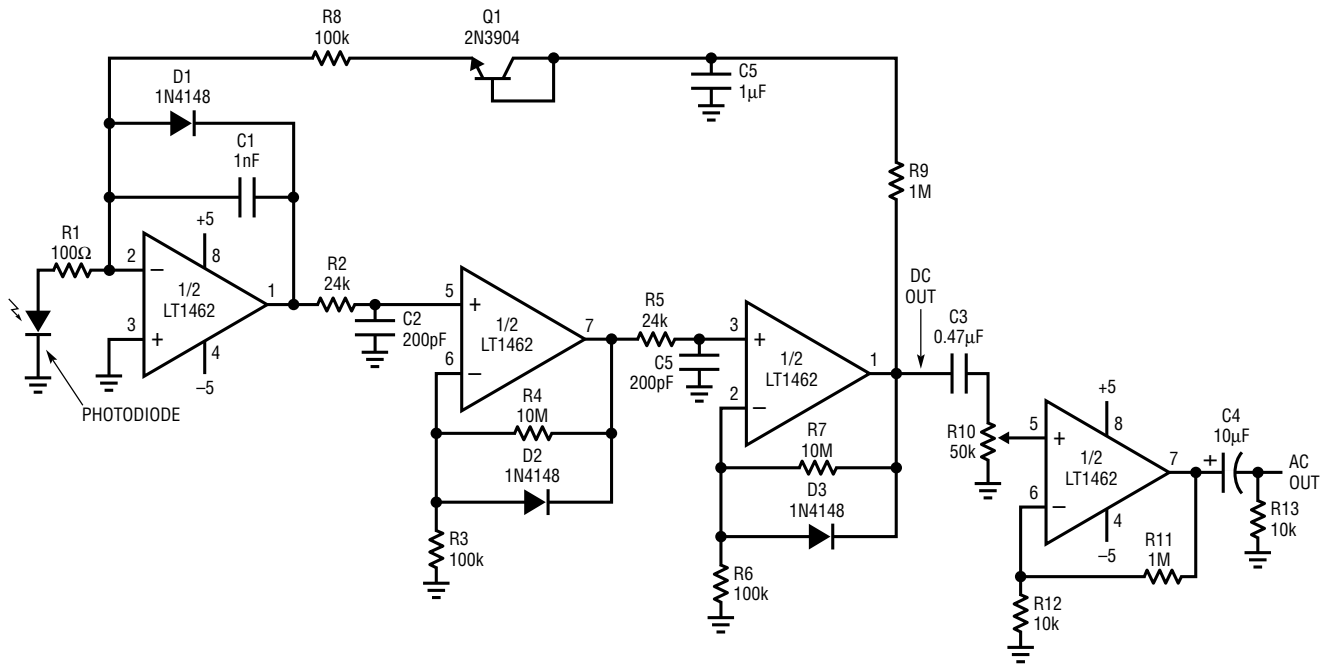 R8
100k
Q1
2N3904
C5
1µF
D1
1N4148
C1
1nF
R9
1M
R1
100Ω
+5
2
8
–
1/2
LT1462
1
3
+
4
–5
PHOTODIODE
R2
24k
C2
200pF
5
+
1/2
LT1462
7
6
–
R4
10M
D2
1N4148
R3
100k
R5
24k
C5
200pF
3
+
1/2
LT1462
1
2
–
R7
10M
D3
1N4148
R6
100k
DC
OUT
C3
0.47µF
R10
50k
+5
5
8
+
1/2
LT1462
7
6
–
4
–5
R11
1M
R12
10k
C4
10µF
+
AC
OUT
R13
10k